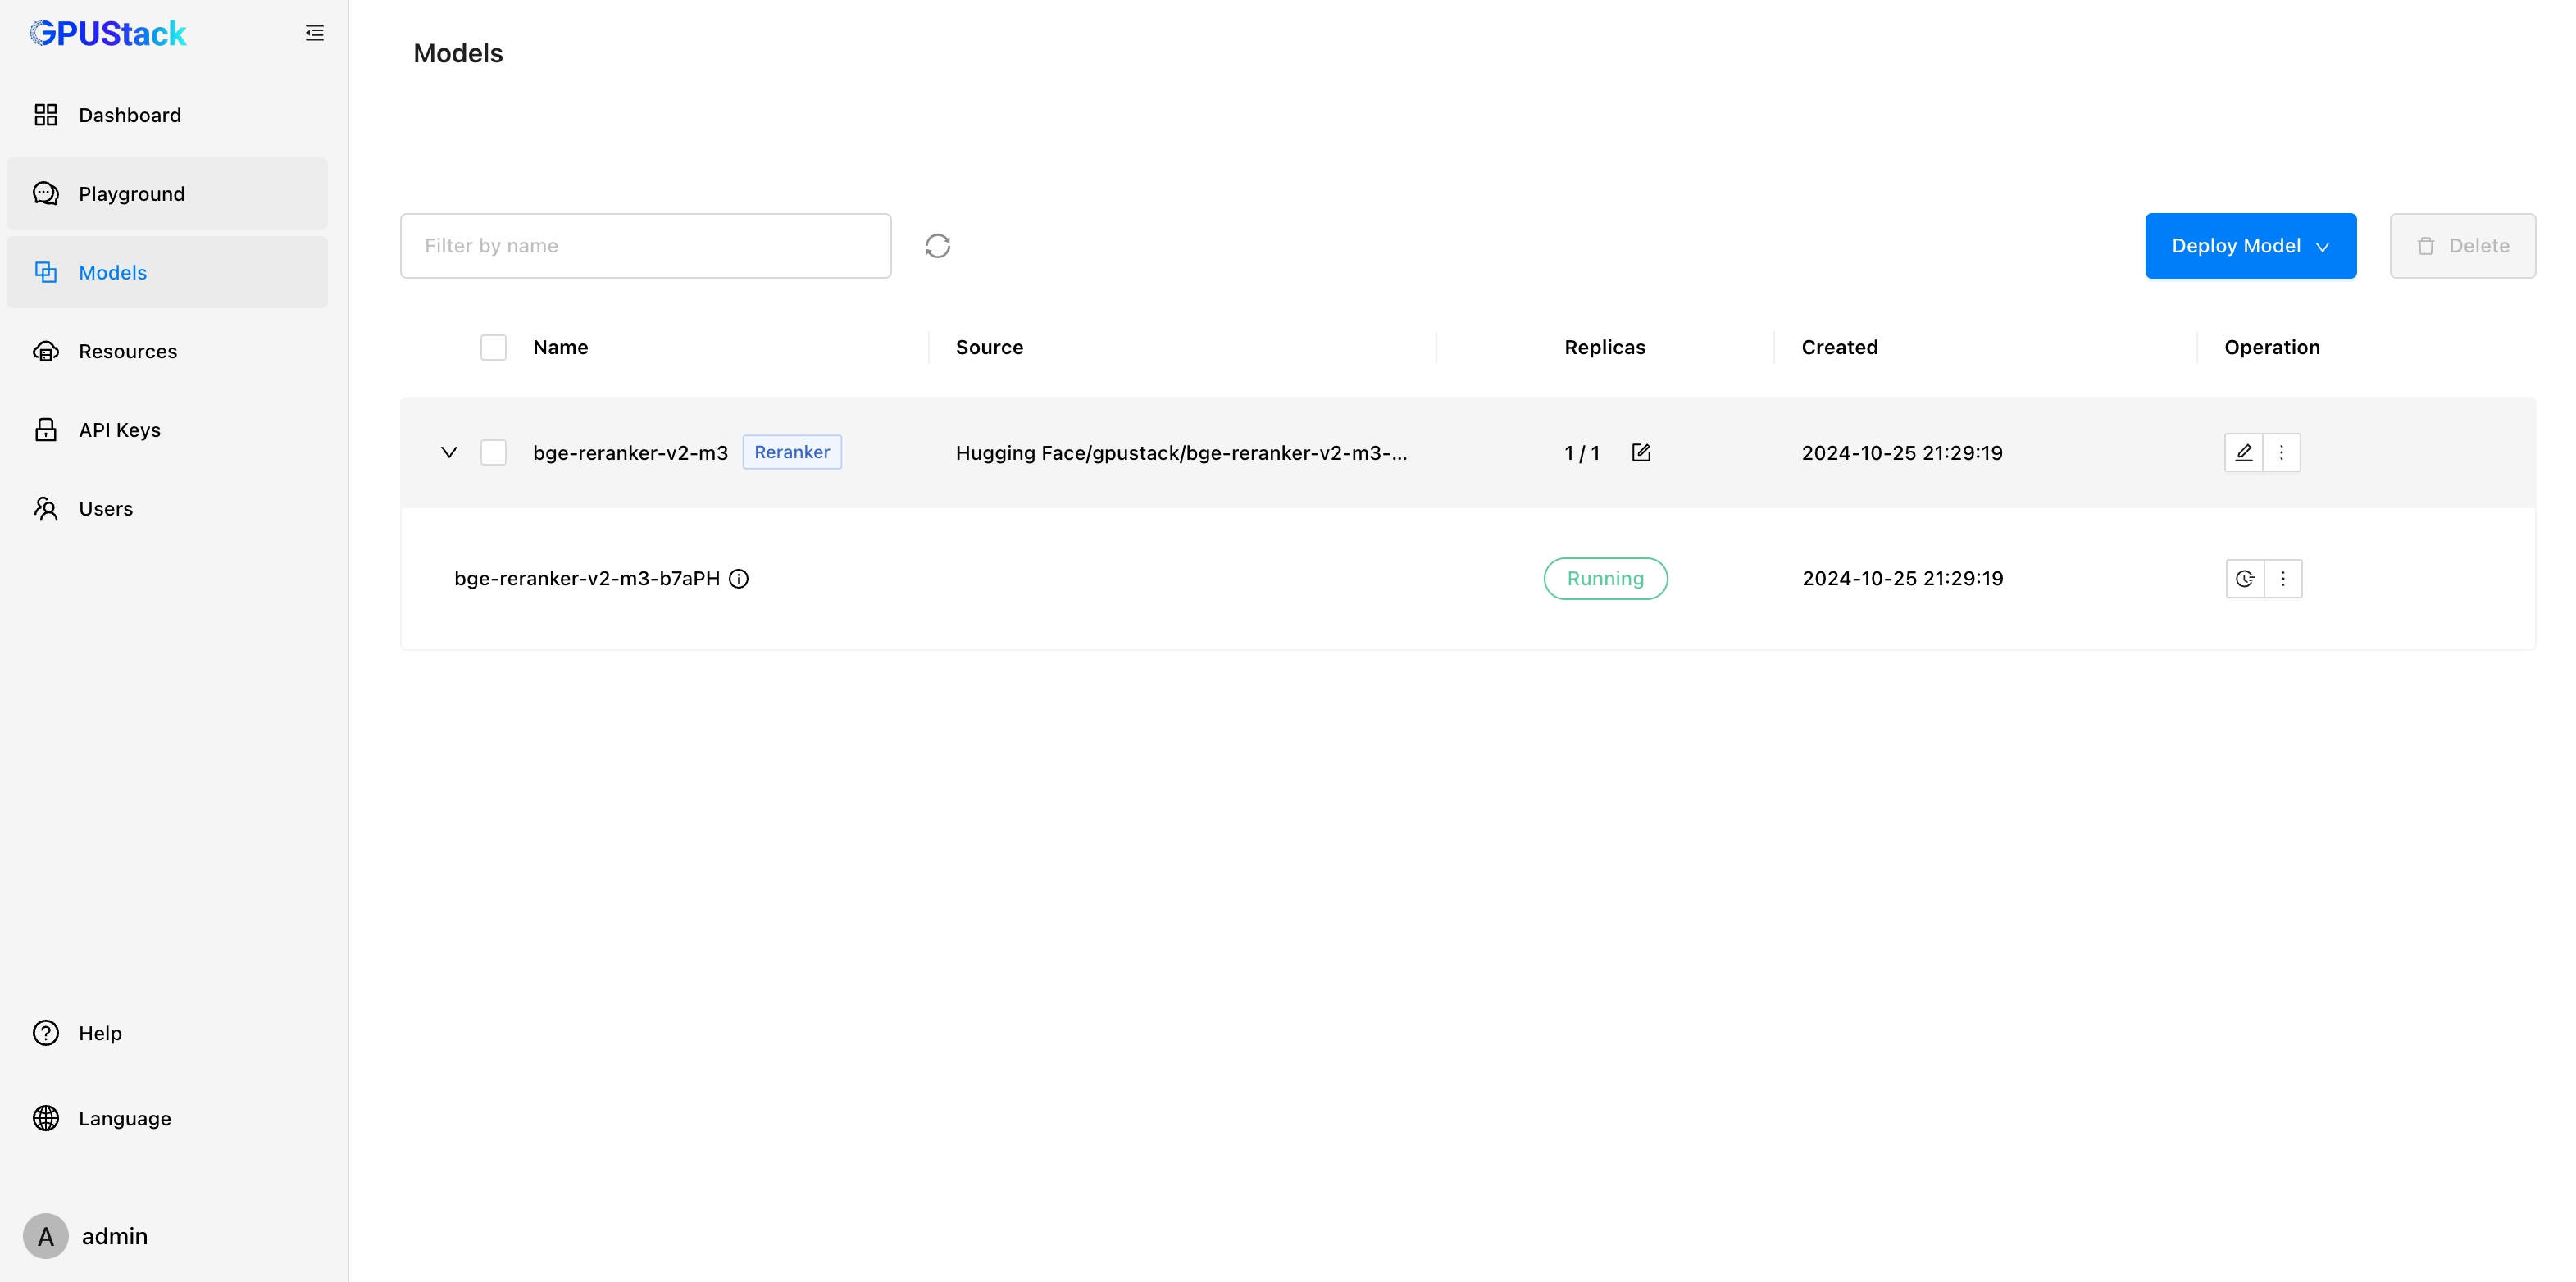 GPUStack
Dashboard
Playground
Models
Resources
API Keys
Users
Help
Language
A admin
Models
Filter by name
Deploy Model Delete
Name Source Replicas Created Operation
bge-reranker-v2-m3 Reranker Hugging Face/gpustack/bge-reranker-v2-m3-... 1 / 1 2024-10-25 21:29:19
bge-reranker-v2-m3-b7aPH Running 2024-10-25 21:29:19